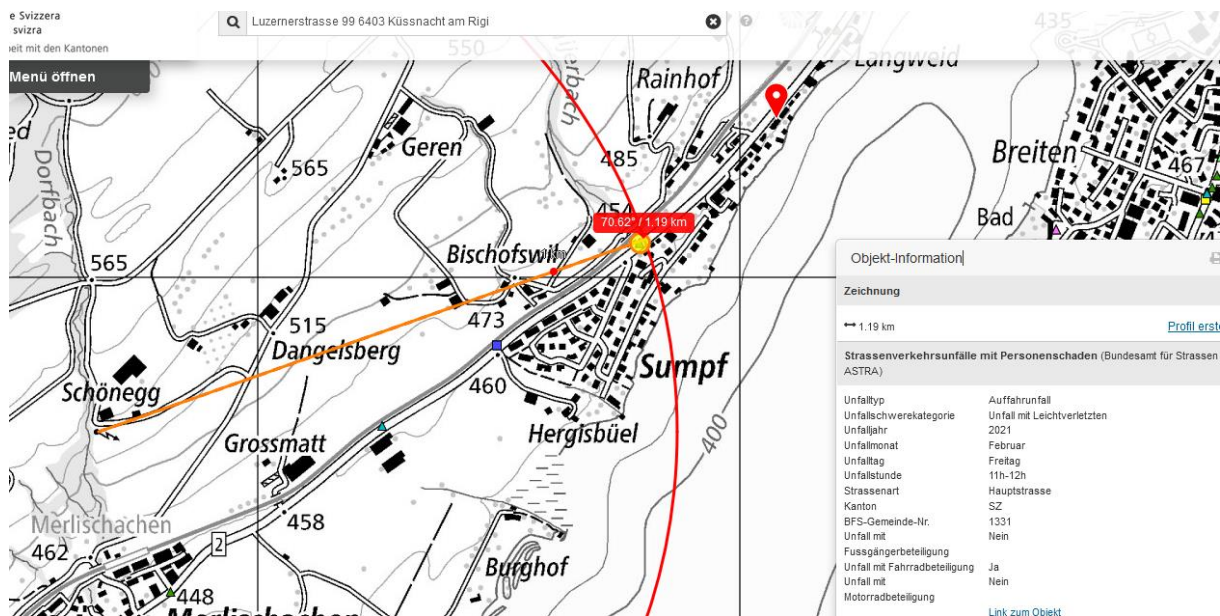 e Svizzera
svizra
eit mit den Kantonen
Luzernerstrasse 99 6403 Küssnacht am Rigi
Menü öffnen
550
435
Langweid
Rainhof
Geren
565
485
Breiten
467
Dorfbach
454
Bad
70.62° / 1.19 km
565
Bischofswil
473
515
Dangelsberg
Sumpf
460
Schönegg
Hergisbüel
400
Grossmatt
Merlischachen
458
462
2
Burghof
448
Merlischachen
Objekt-Information
Zeichnung
1.19 km
Profil erste
Strassenverkehrsunfälle mit Personenschaden (Bundesamt für Strassen
ASTRA)
Unfalltyp Auffahrunfall
Unfallschwerekategorie Unfall mit Leichtverletzten
Unfalljahr 2021
Unfallmonat Februar
Unfalltag Freitag
Unfallstunde 11h-12h
Strassenart Hauptstrasse
Kanton SZ
BFS-Gemeinde-Nr. 1331
Unfall mit Nein
Fussgängerbeteiligung
Unfall mit Fahrradbeteiligung Ja
Unfall mit Nein
Motorradbeteiligung
Link zum Objekt